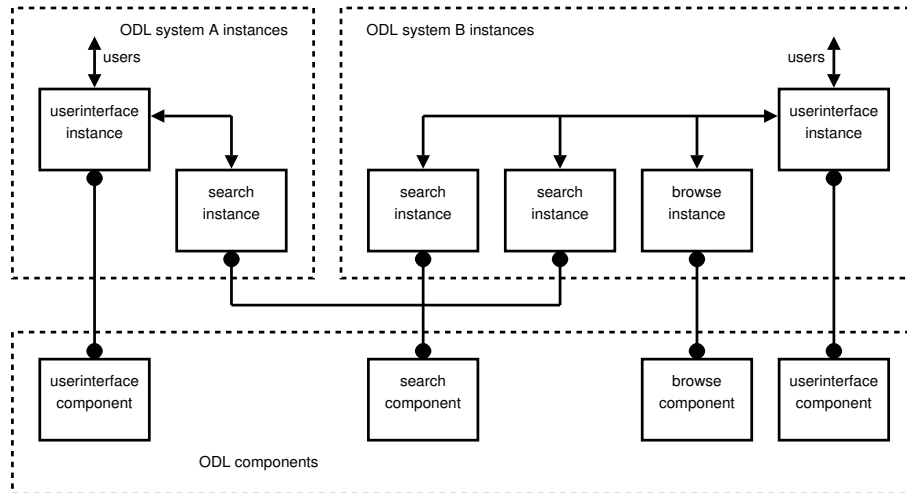 ODL system A instances
ODL system B instances
users
users
userinterface
instance
userinterface
instance
search
instance
search
instance
search
instance
browse
instance
userinterface
component
search
component
browse
component
userinterface
component
ODL components